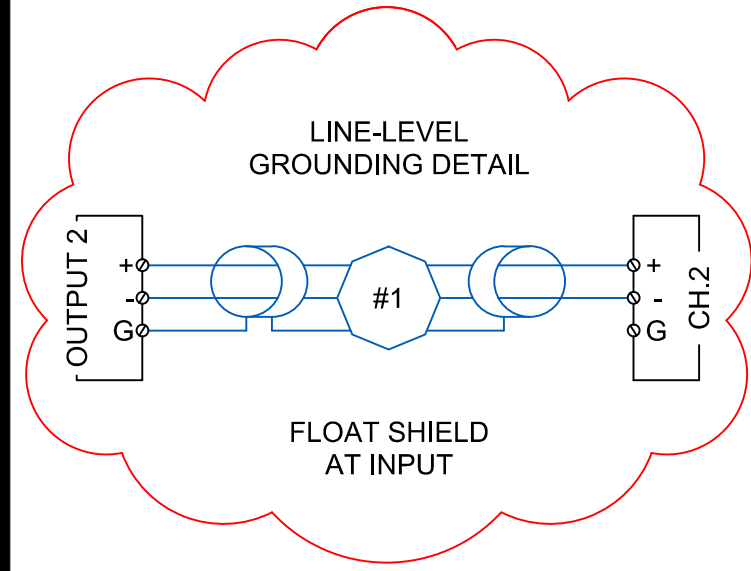 LINE-LEVEL
GROUNDING DETAIL
OUTPUT 2
+
-
G
#1
+
-
G
CH.2
FLOAT SHIELD
AT INPUT